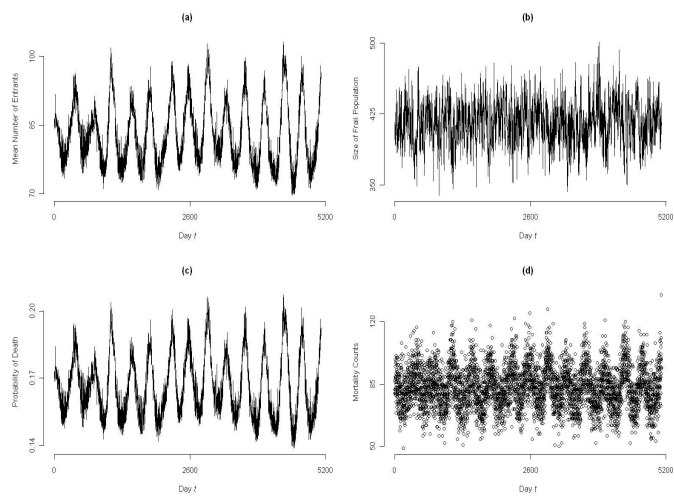 (a)
100
85
70
Mean Number of Entrants
0
2600
5200
Day t
(b)
500
425
350
Size of Frail Population
0
2600
5200
Day t
(c)
0.20
0.17
0.14
Probability of Death
0
2600
5200
Day t
(d)
120
85
50
Mortality Counts
0
2600
5200
Day t